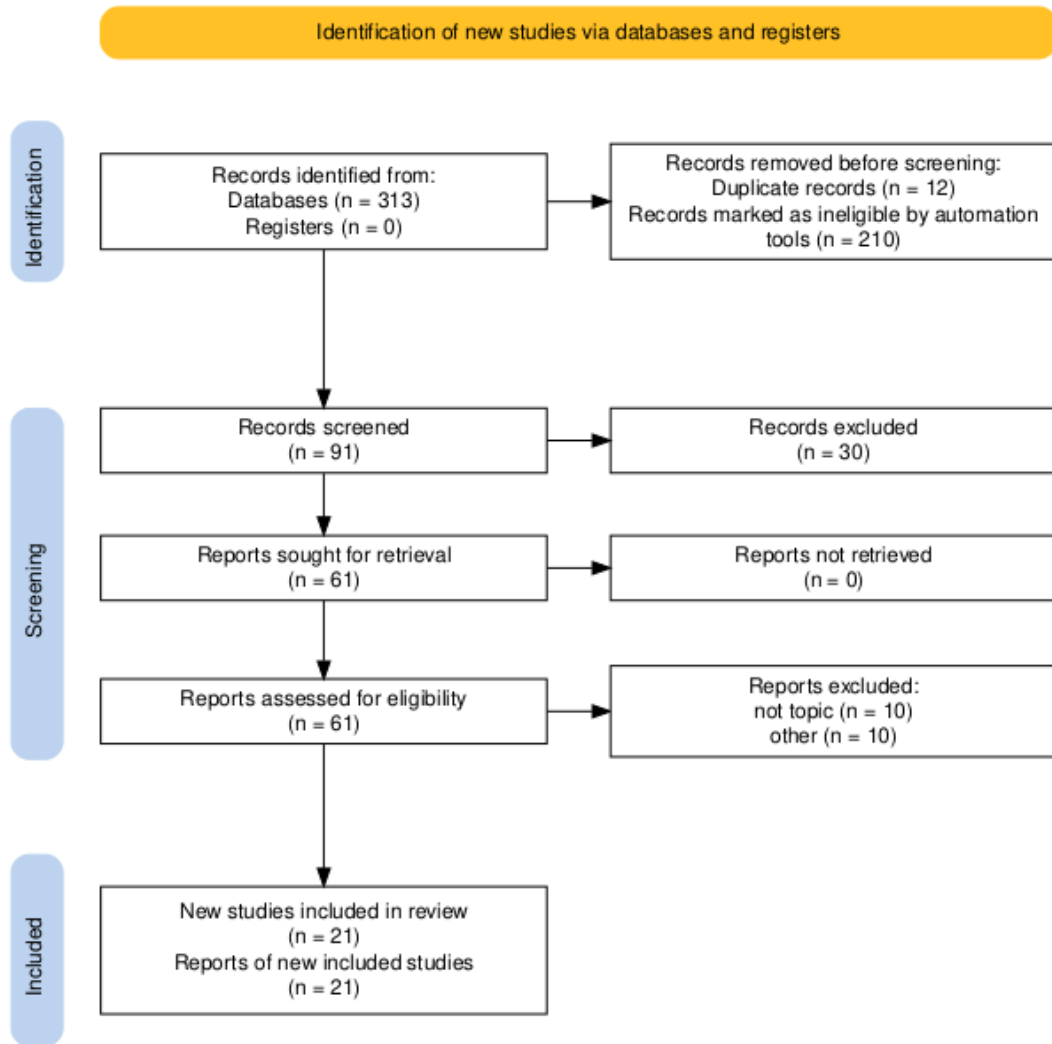 Identification of new studies via databases and registers
Identification
Records identified from:
Databases (n = 313)
Registers (n = 0)
Records removed before screening:
Duplicate records (n = 12)
Records marked as ineligible by automation
tools (n = 210)
Screening
Records screened
(n = 91)
Records excluded
(n = 30)
Reports sought for retrieval
(n = 61)
Reports not retrieved
(n = 0)
Reports assessed for eligibility
(n = 61)
Reports excluded:
not topic (n = 10)
other (n = 10)
Included
New studies included in review
(n = 21)
Reports of new included studies
(n = 21)